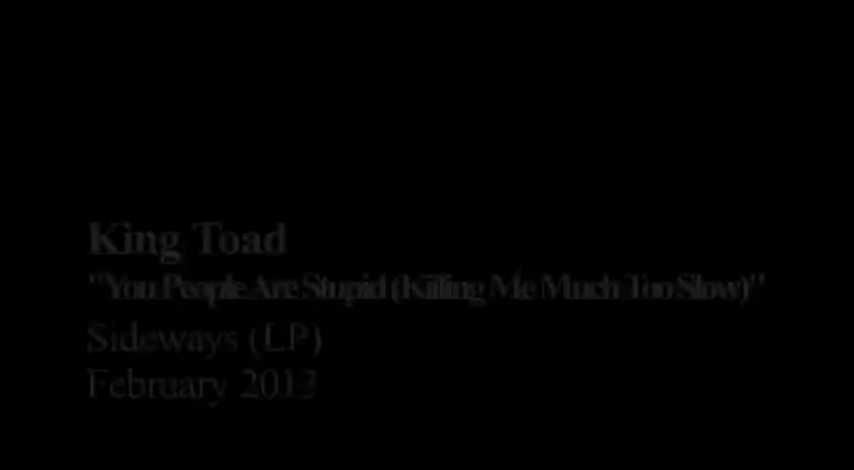 King Toad
"You People Are Stupid (Killing Me Much Too Slow)"
Sideways (LP)
February 2013